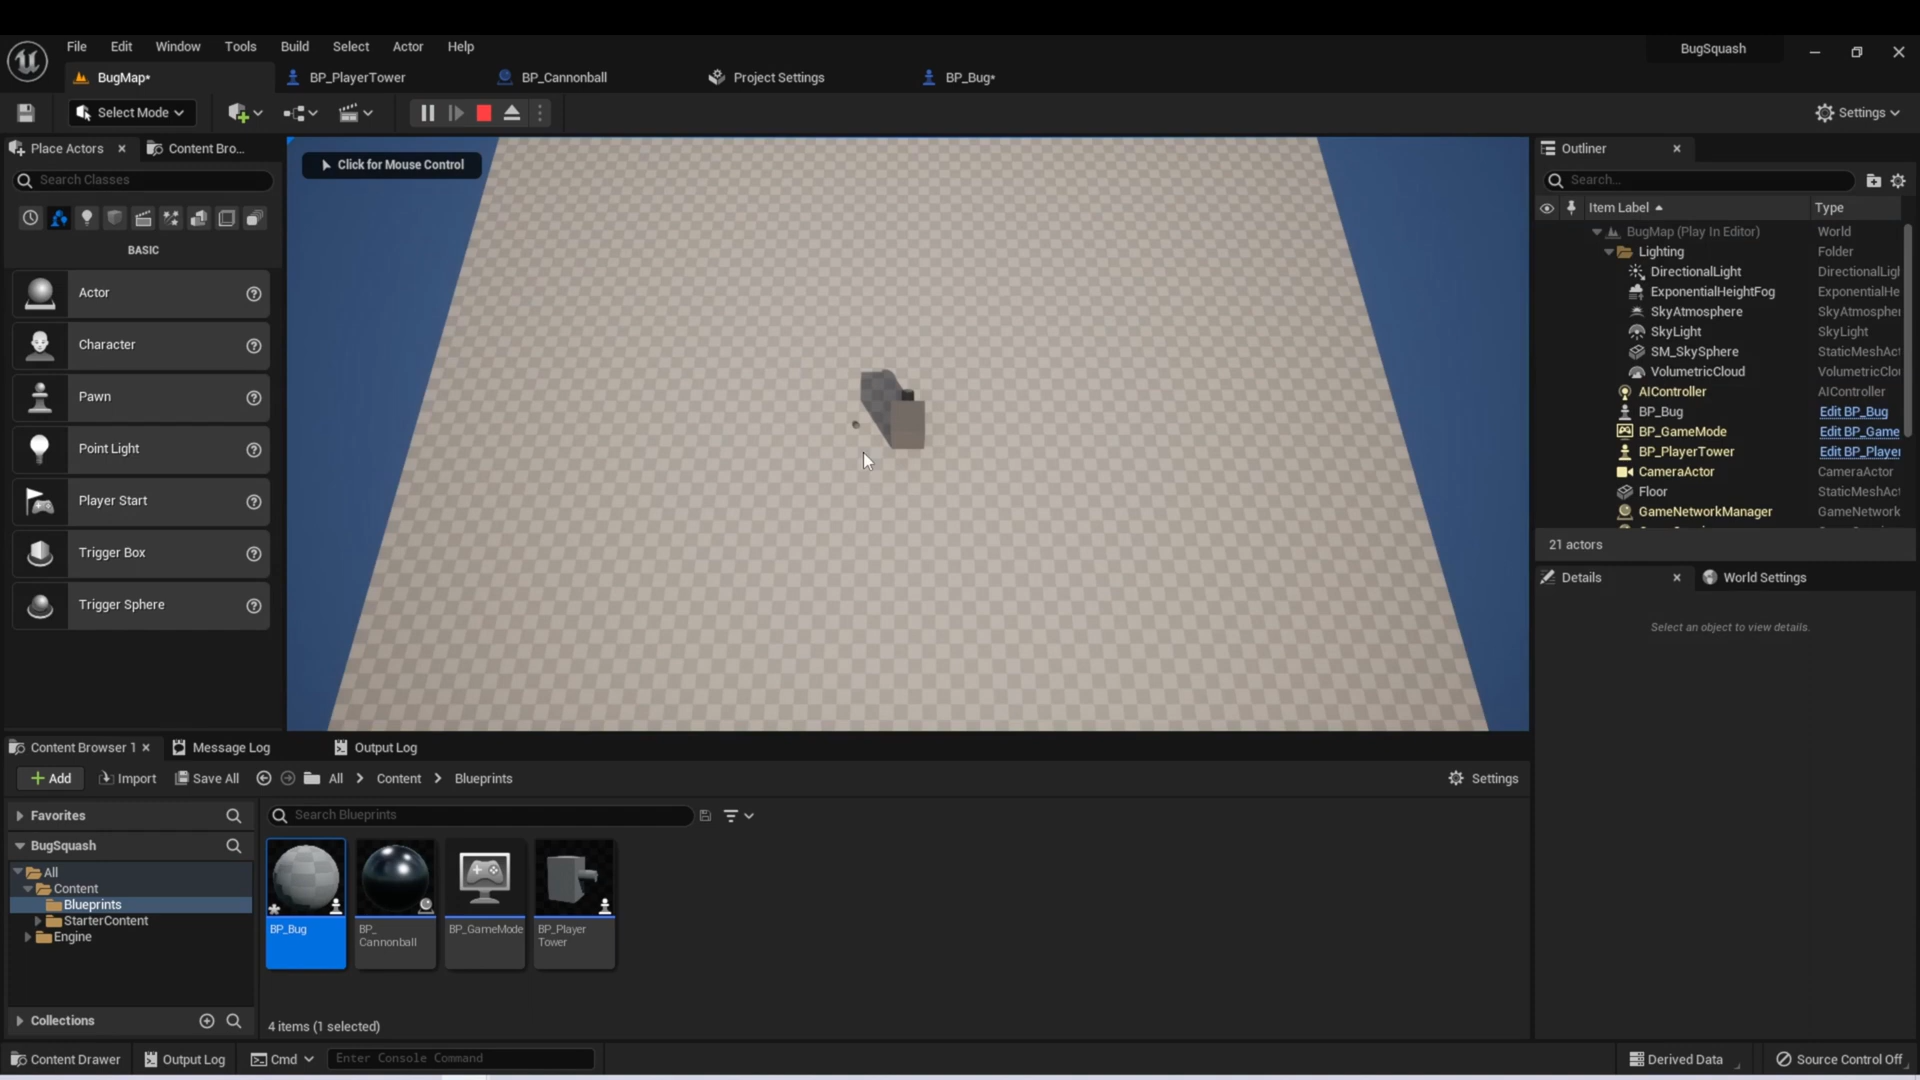 File Edit Window Tools Build Select Actor Help
BugSquash
BugMap*
BP_PlayerTower
BP_Cannonball
Project Settings
BP_Bug*
Select Mode
Settings
Place Actors
Content Bro...
Search Classes
BASIC
Actor
Character
Pawn
Point Light
Player Start
Trigger Box
Trigger Sphere
Click for Mouse Control
Outliner
Search...
Item Label Type
BugMap (Play In Editor) World
Lighting Folder
DirectionalLight DirectionalLigl
ExponentialHeightFog ExponentialHe
SkyAtmosphere SkyAtmospher
SkyLight SkyLight
SM_SkySphere StaticMeshAct
VolumetricCloud VolumetricClou
AIController AIController
BP_Bug Edit BP_Bug
BP_GameMode Edit BP_Game
BP_PlayerTower Edit BP_Player
CameraActor CameraActor
Floor StaticMeshAct
GameNetworkManager GameNetwork
21 actors
Details
World Settings
Select an object to view details.
Content Browser 1
Message Log
Output Log
Add
Import
Save All
All
Content
Blueprints
Settings
Favorites
BugSquash
All
Content
Blueprints
StarterContent
Engine
Collections
Search Blueprints
BP_Bug
BP_
Cannonball
BP_GameMode
BP_Player
Tower
4 items (1 selected)
Content Drawer
Output Log
Cmd
Enter Console Command
Derived Data
Source Control Off